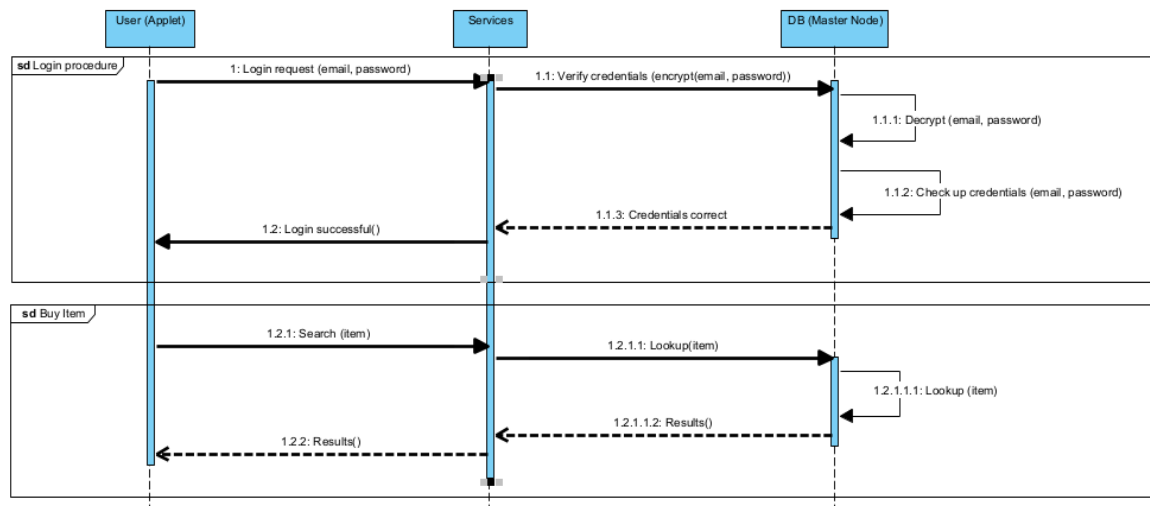 User (Applet)
Services
DB (Master Node)
sd Login procedure
1: Login request (email, password)
1.1: Verify credentials (encrypt(email, password))
1.1.1: Decrypt (email, password)
1.1.2: Check up credentials (email, password)
1.1.3: Credentials correct
1.2: Login successful()
sd Buy Item
1.2.1: Search (item)
1.2.1.1: Lookup(item)
1.2.1.1.1: Lookup (item)
1.2.1.1.2: Results()
1.2.2: Results()